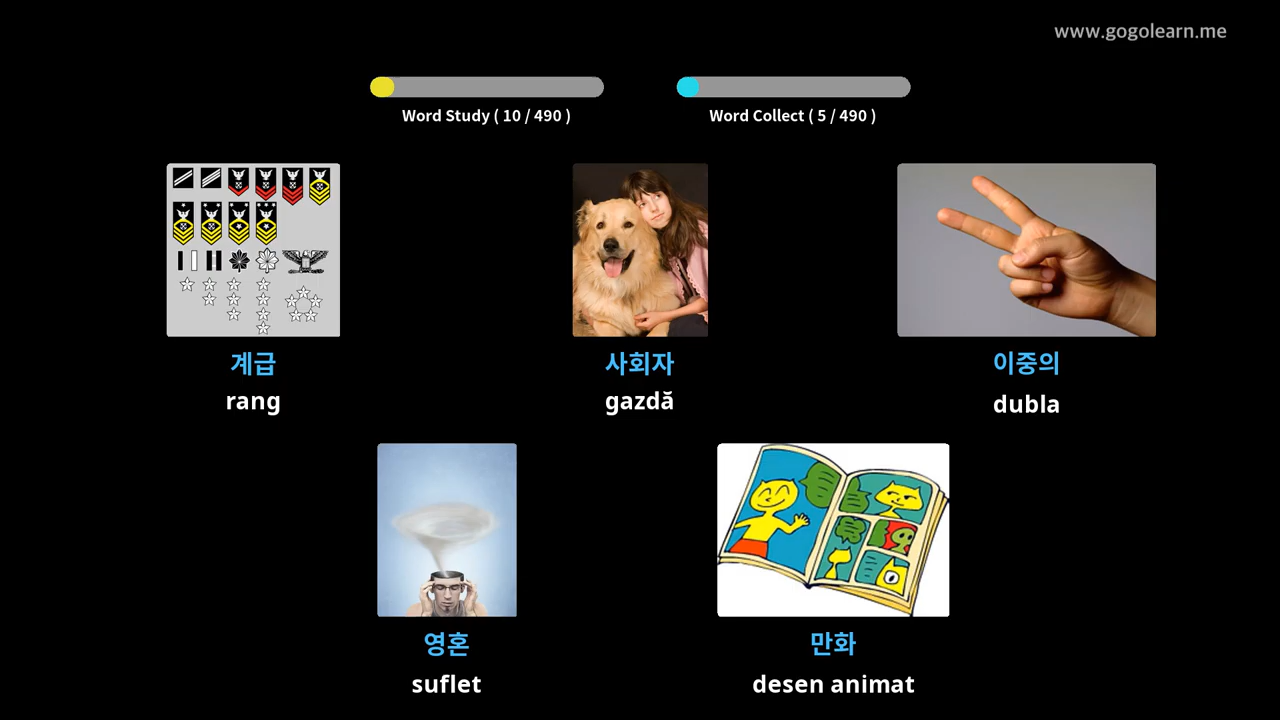 www.gogolearn.me
Word Study ( 10 / 490 )
Word Collect ( 5 / 490 )
계급
rang
사회자
gazdă
이중의
dubla
영혼
suflet
만화
desen animat